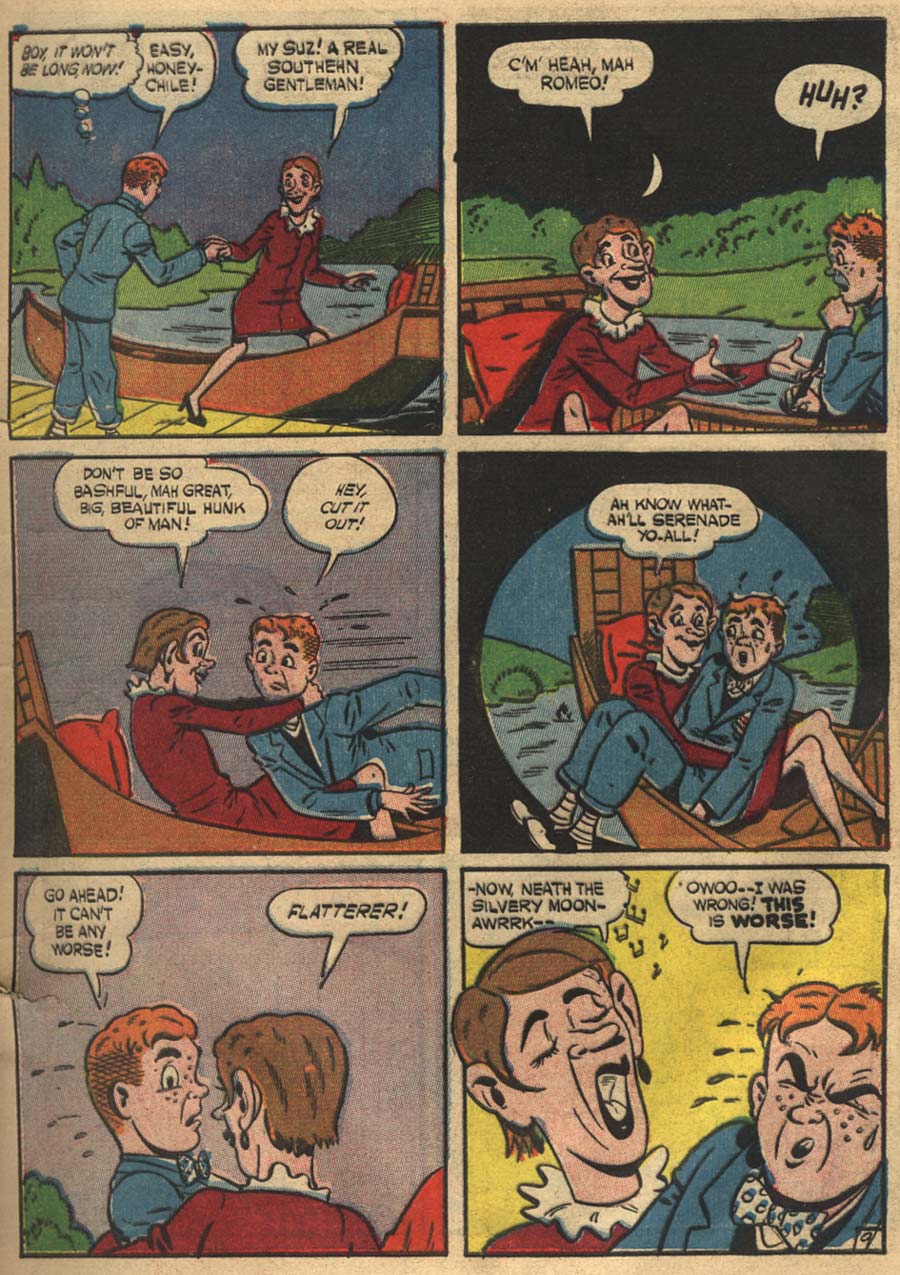 BOY, IT WON'T
BE LONG NOW!
EASY,
HONEY-
CHILE!
MY SUZ! A REAL
SOUTHERN
GENTLEMAN!
C'M' HEAH, MAH
ROMEO!
HUH?
DON'T BE SO
BASHFUL, MAH GREAT,
BIG, BEAUTIFUL HUNK
OF MAN!
HEY,
CUT IT
OUT!
AH KNOW WHAT-
AH'LL SERENADE
YO-ALL!
GO AHEAD!
IT CAN'T
BE ANY
WORSE!
FLATTERER!
-NOW, NEATH THE
SILVERY MOON-
AWRRK--
OWOO--I WAS
WRONG! THIS
IS WORSE!
9